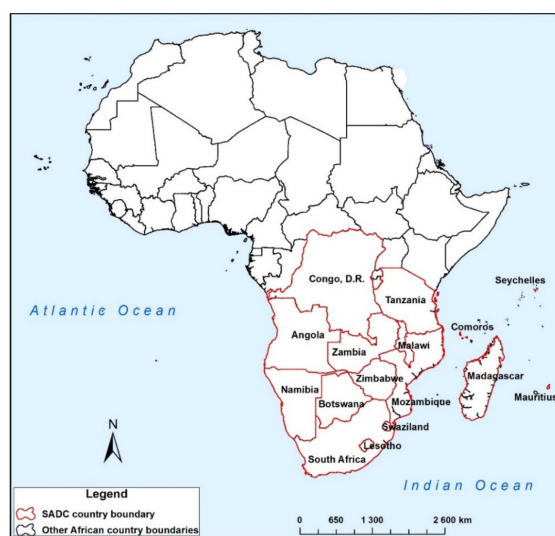 Seychelles
Congo, D.R.
Tanzania
Atlantic Ocean
Comoros
Angola
Malawi
Zambia
Madagascar
Zimbabwe
Namibia
Mauritius
Botswana
Mozambique
Swaziland
N
Lesotho
South Africa
Indian Ocean
Legend
SADC country boundary
Other African country boundaries
0 650 1 300 2 600 km